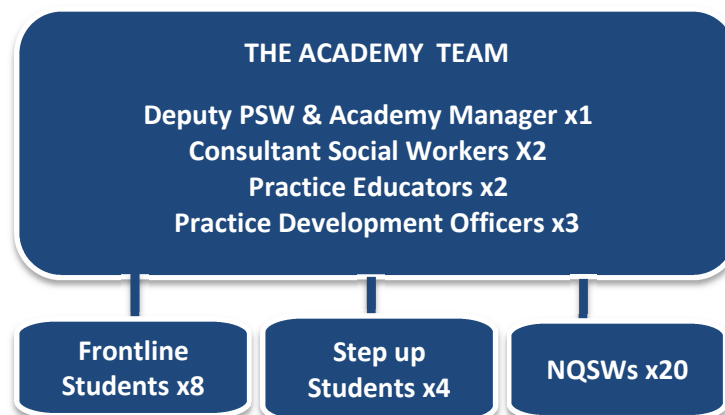 THE ACADEMY TEAM
Deputy PSW & Academy Manager x1
Consultant Social Workers X2
Practice Educators x2
Practice Development Officers x3
Frontline
Students x8
Step up
Students x4
NQSWs x20